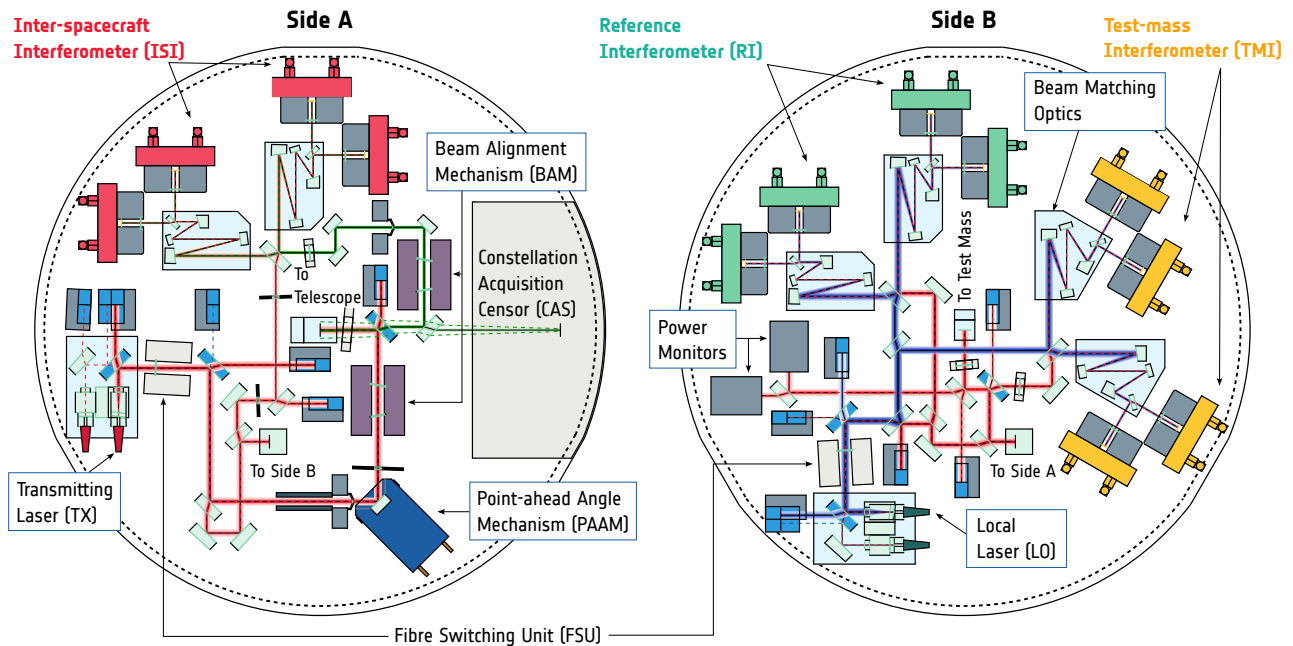 Side A
Side B
Inter-spacecraft
Interferometer (ISI)
Reference
Interferometer (RI)
Test-mass
Interferometer (TMI)
Beam Matching
Optics
Beam Alignment
Mechanism (BAM)
Constellation
Acquisition
Censor (CAS)
To
Telescope
To Test Mass
Power
Monitors
To Side B
To Side A
Transmitting
Laser (TX)
Point-ahead Angle
Mechanism (PAAM)
Local
Laser (LO)
Fibre Switching Unit (FSU)